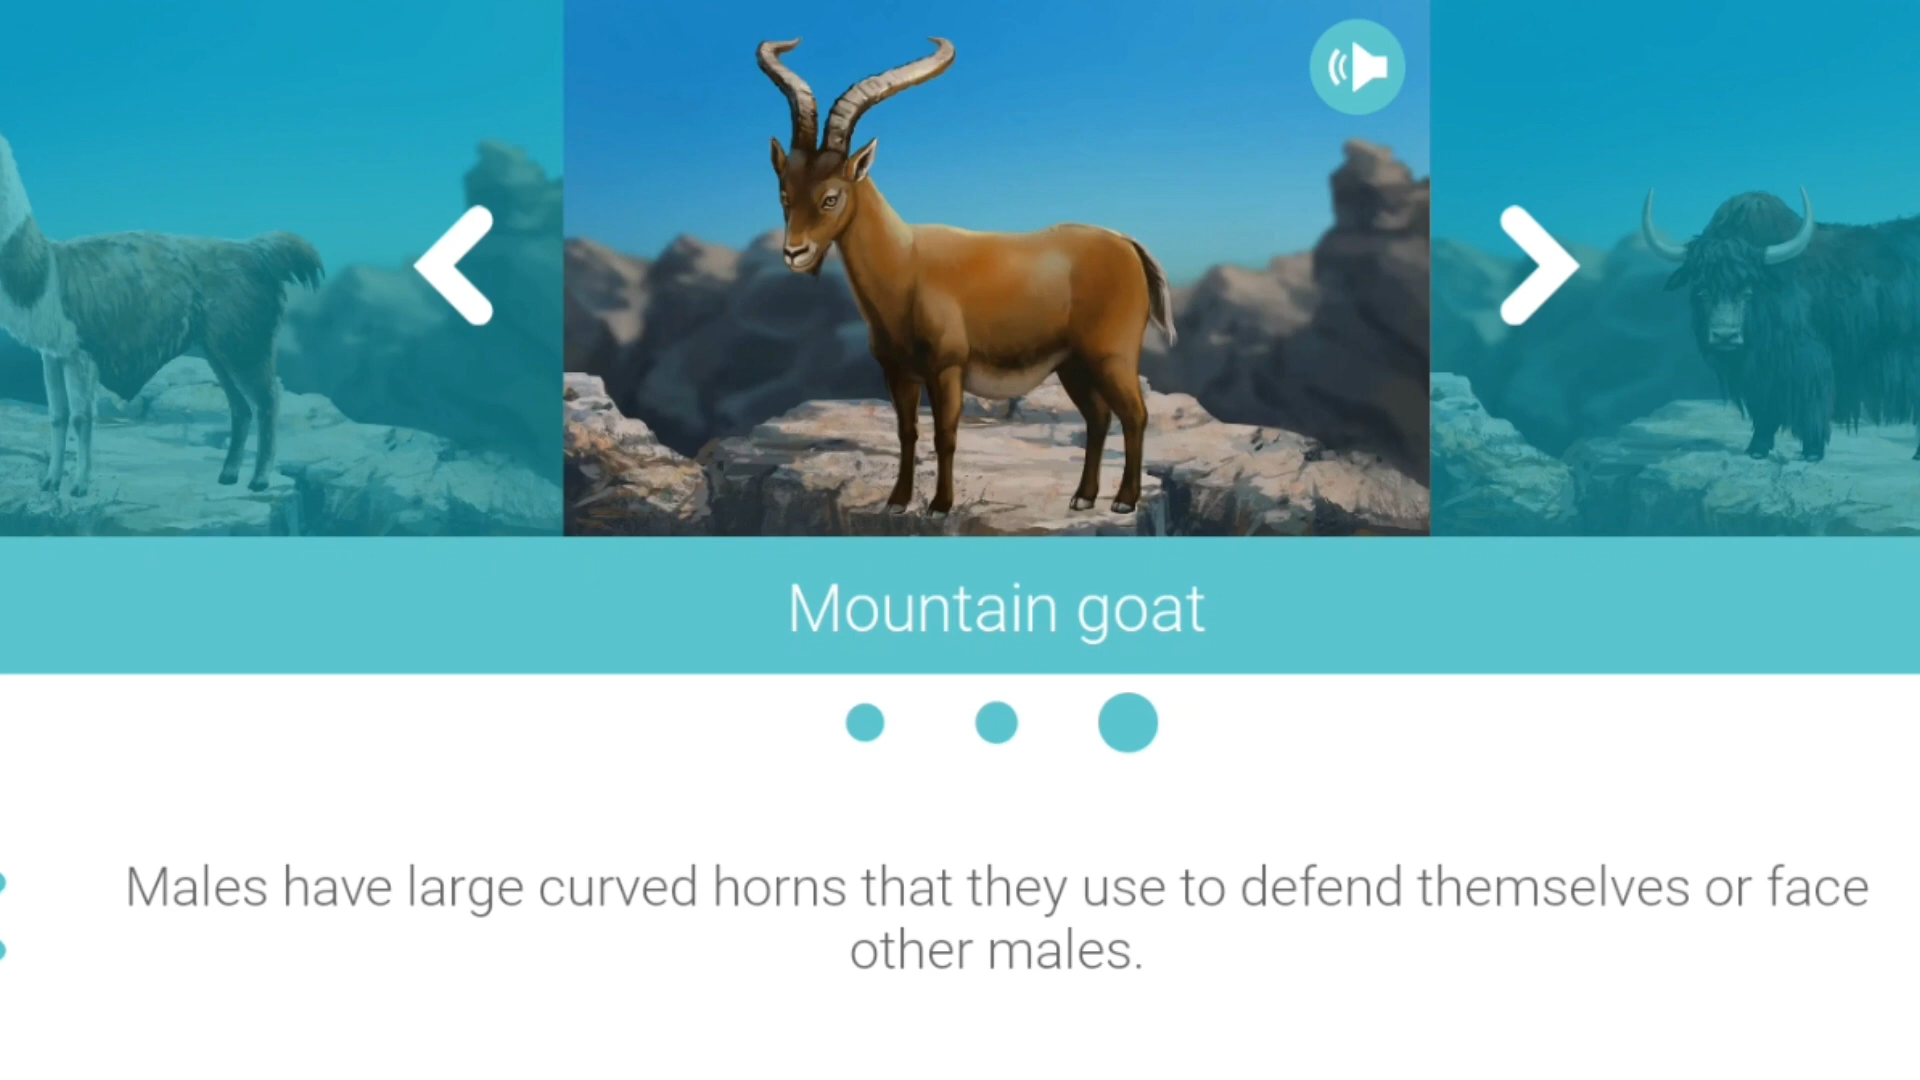 Mountain goat
Males have large curved horns that they use to defend themselves or face
other males.